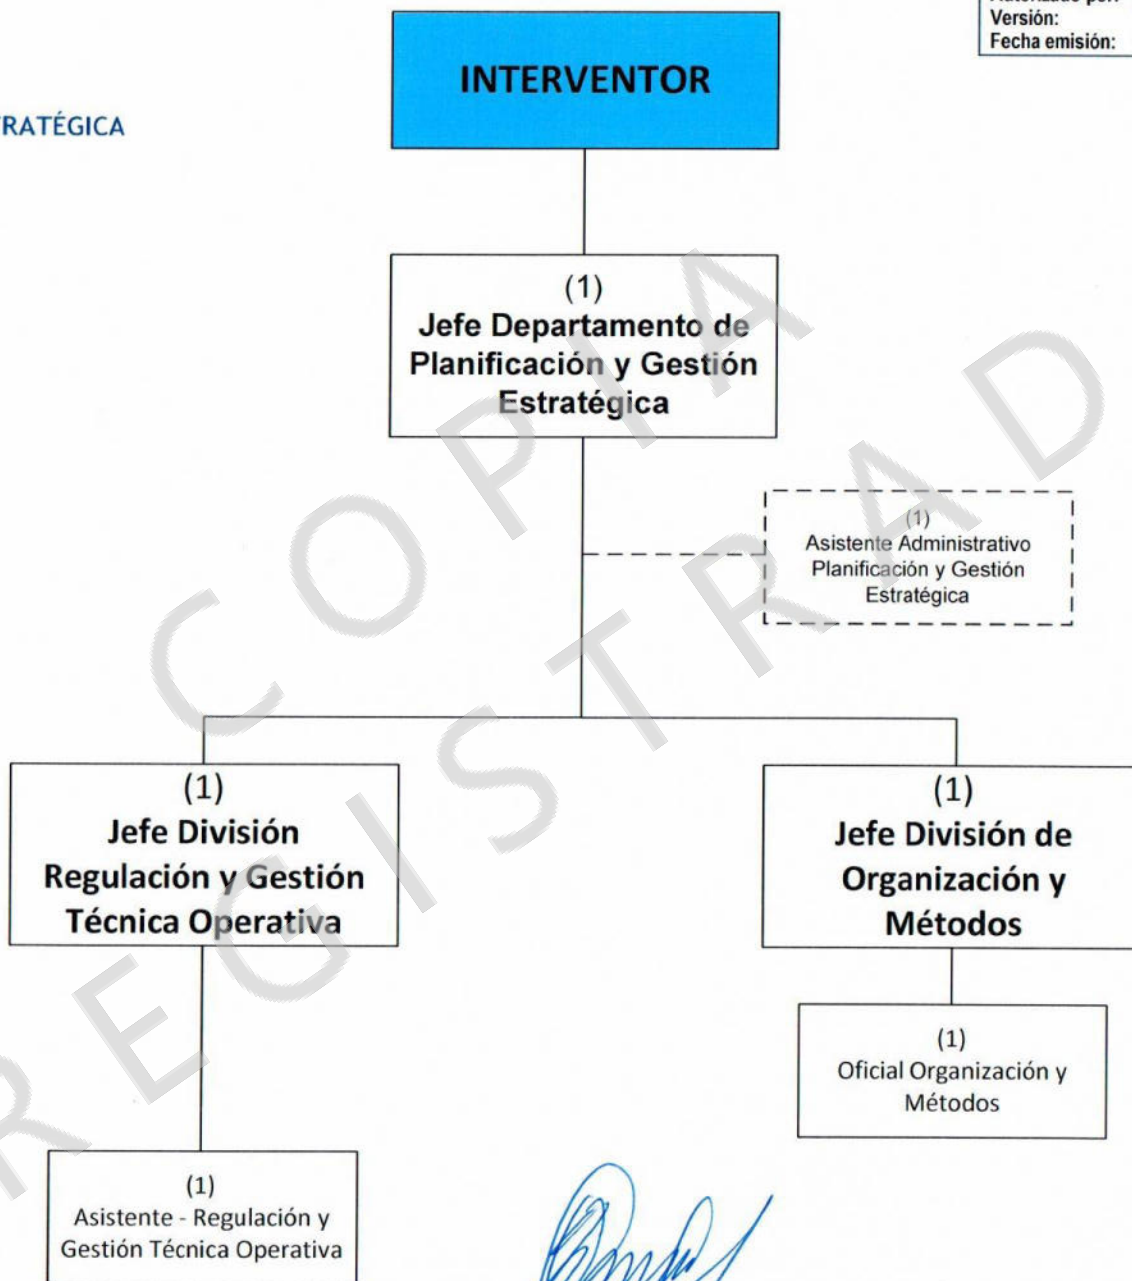 Versión:
Fecha emisión:
INTERVENTOR
(1)
Jefe Departamento de
Planificación y Gestión
Estratégica
(1)
Asistente Administrativo
Planificación y Gestión
Estratégica
(1)
Jefe División
Regulación y Gestión
Técnica Operativa
(1)
Jefe División de
Organización y
Métodos
(1)
Oficial Organización y
Métodos
(1)
Asistente - Regulación y
Gestión Técnica Operativa
COPIA